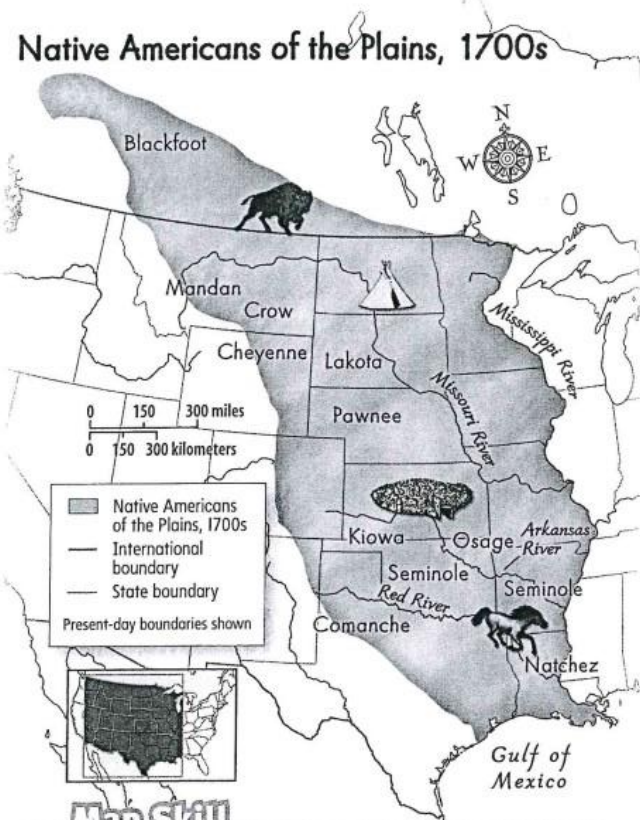 Native Americans of the Plains, 1700s
Blackfoot
N
W E
S
Mandan
Crow
Cheyenne
Lakota
Mississippi River
Missouri River
Pawnee
0 150 300 miles
0 150 300 kilometers
Native Americans
of the Plains, 1700s
International
boundary
State boundary
Present-day boundaries shown
Kiowa
Osage
Arkansas
River
Seminole
Seminole
Red River
Comanche
Natchez
Gulf of
Mexico
Map Skill